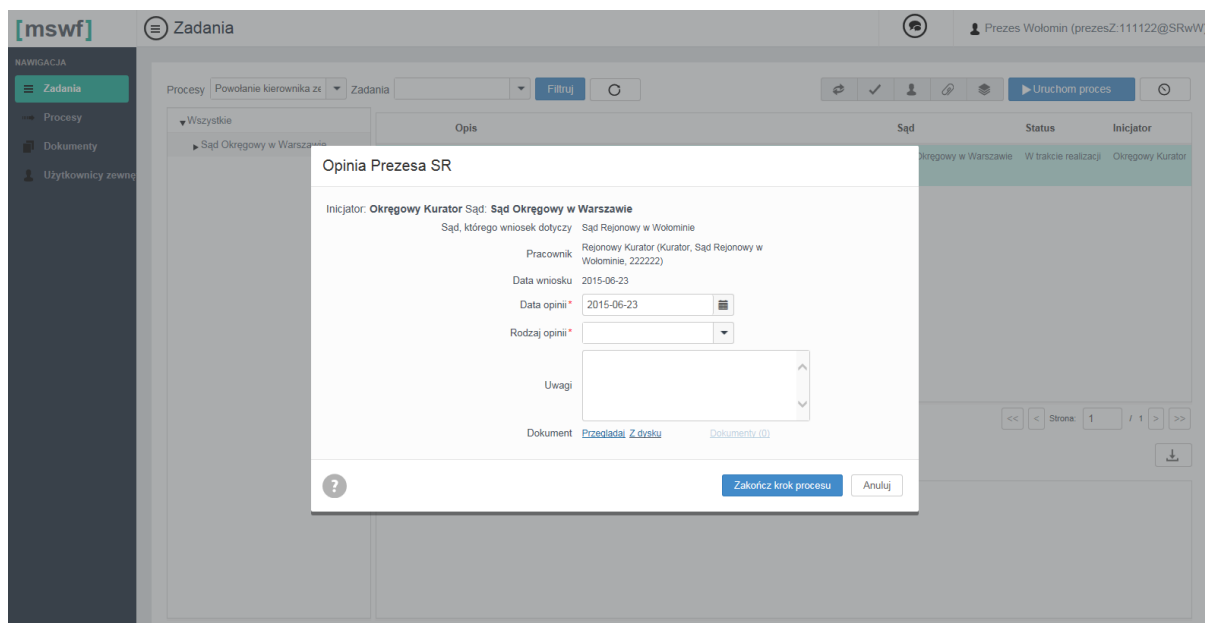 [mswf]
Zadania
Prezes Wołomin (prezesZ:111122@SRwW)
NAWIGACJA
Zadania
Procesy
Dokumenty
Użytkownicy zewnę
Procesy Powołanie kierownika ze Zadania Filtruj Uruchom proces
Wszystkie
Sąd Okręgowy w Warszawie
Opis Sąd Status Inicjator
Okręgowy w Warszawie W trakcie realizacji Okręgowy Kurator
Opinia Prezesa SR
Inicjator: Okręgowy Kurator Sąd: Sąd Okręgowy w Warszawie
Sąd, którego wniosek dotyczy Sąd Rejonowy w Wołominie
Pracownik Rejonowy Kurator (Kurator, Sąd Rejonowy w
Wołominie, 222222)
Data wniosku 2015-06-23
Data opinii* 2015-06-23
Rodzaj opinii*
Uwagi
Dokument Przeglądaj Z dysku Dokumenty (0)
? Zakończ krok procesu Anuluj
<< < Strona: 1 / 1 > >>